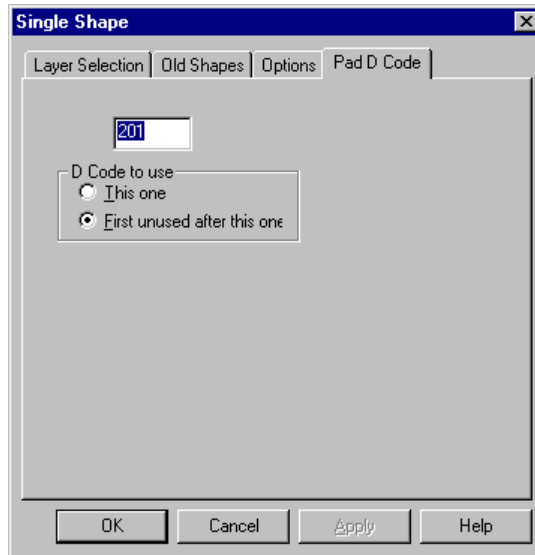 Single Shape
Layer Selection Old Shapes Options Pad D Code
201
D Code to use
This one
First unused after this one
OK Cancel Apply Help